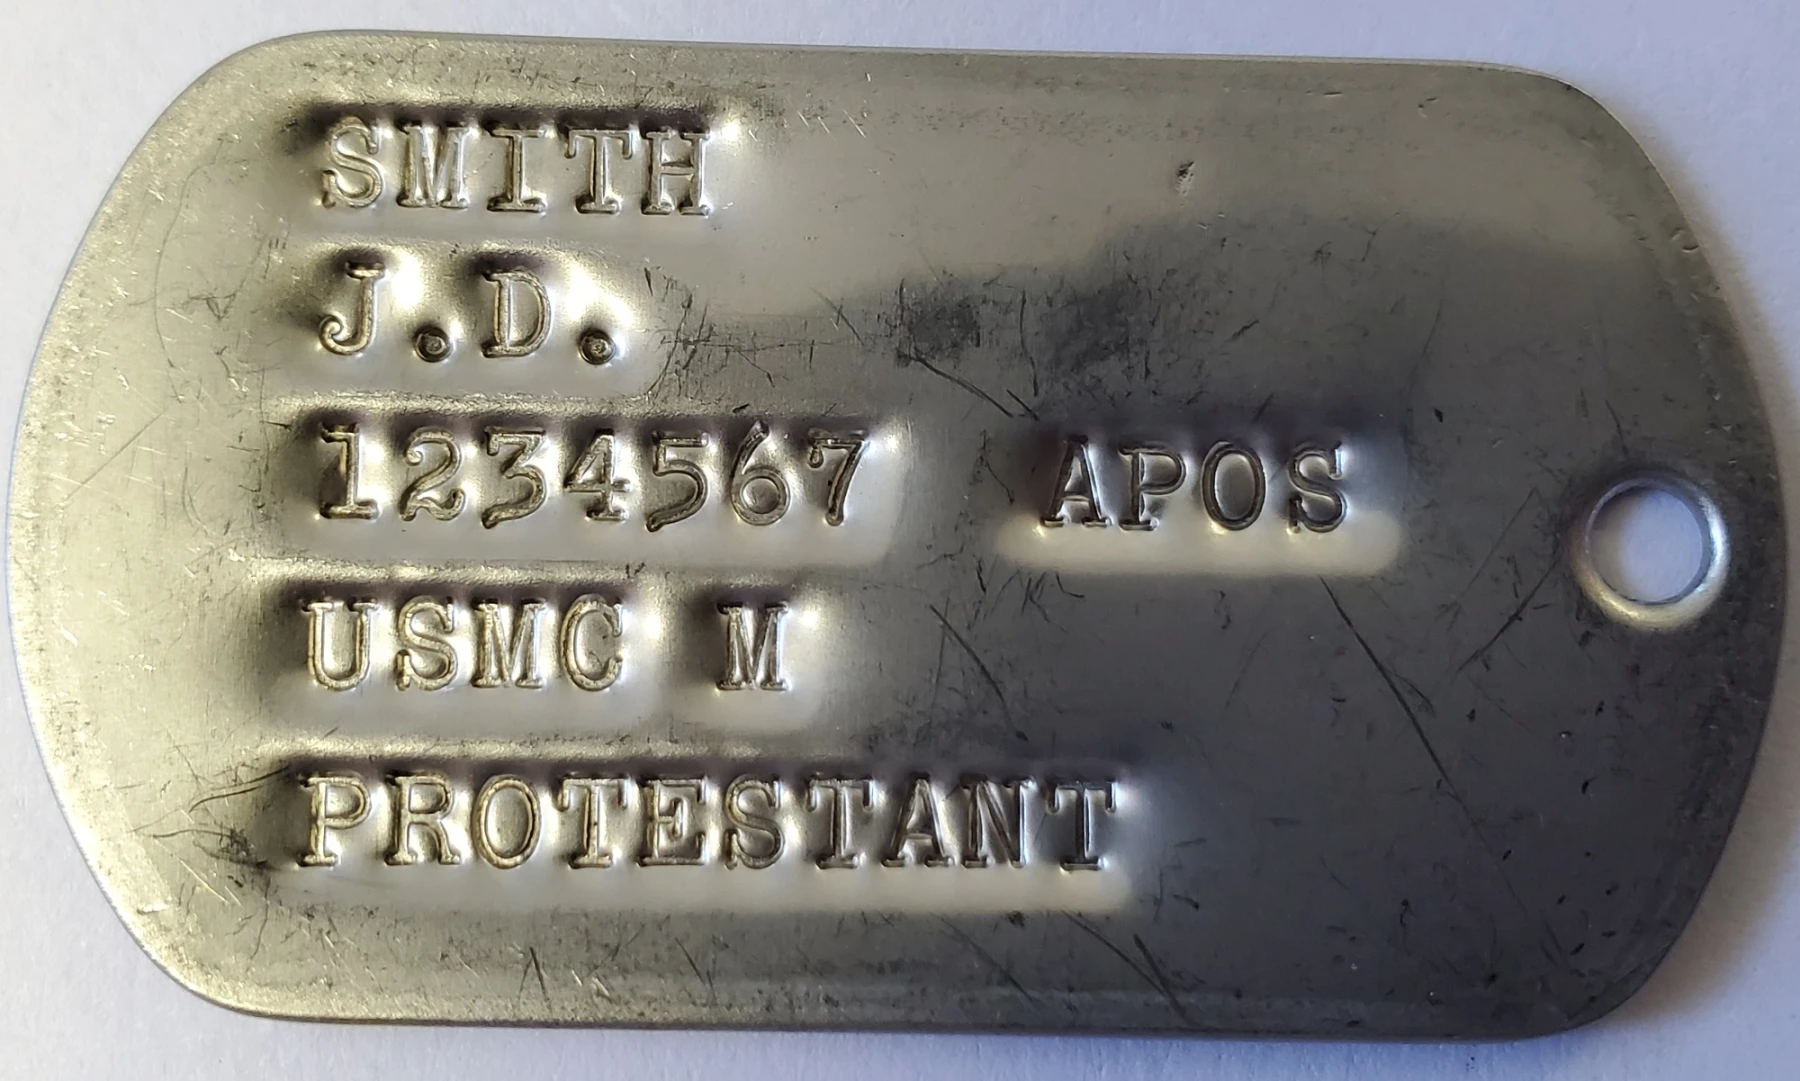 SMITH
J.D.
1234567 APOS
USMC M
PROTESTANT